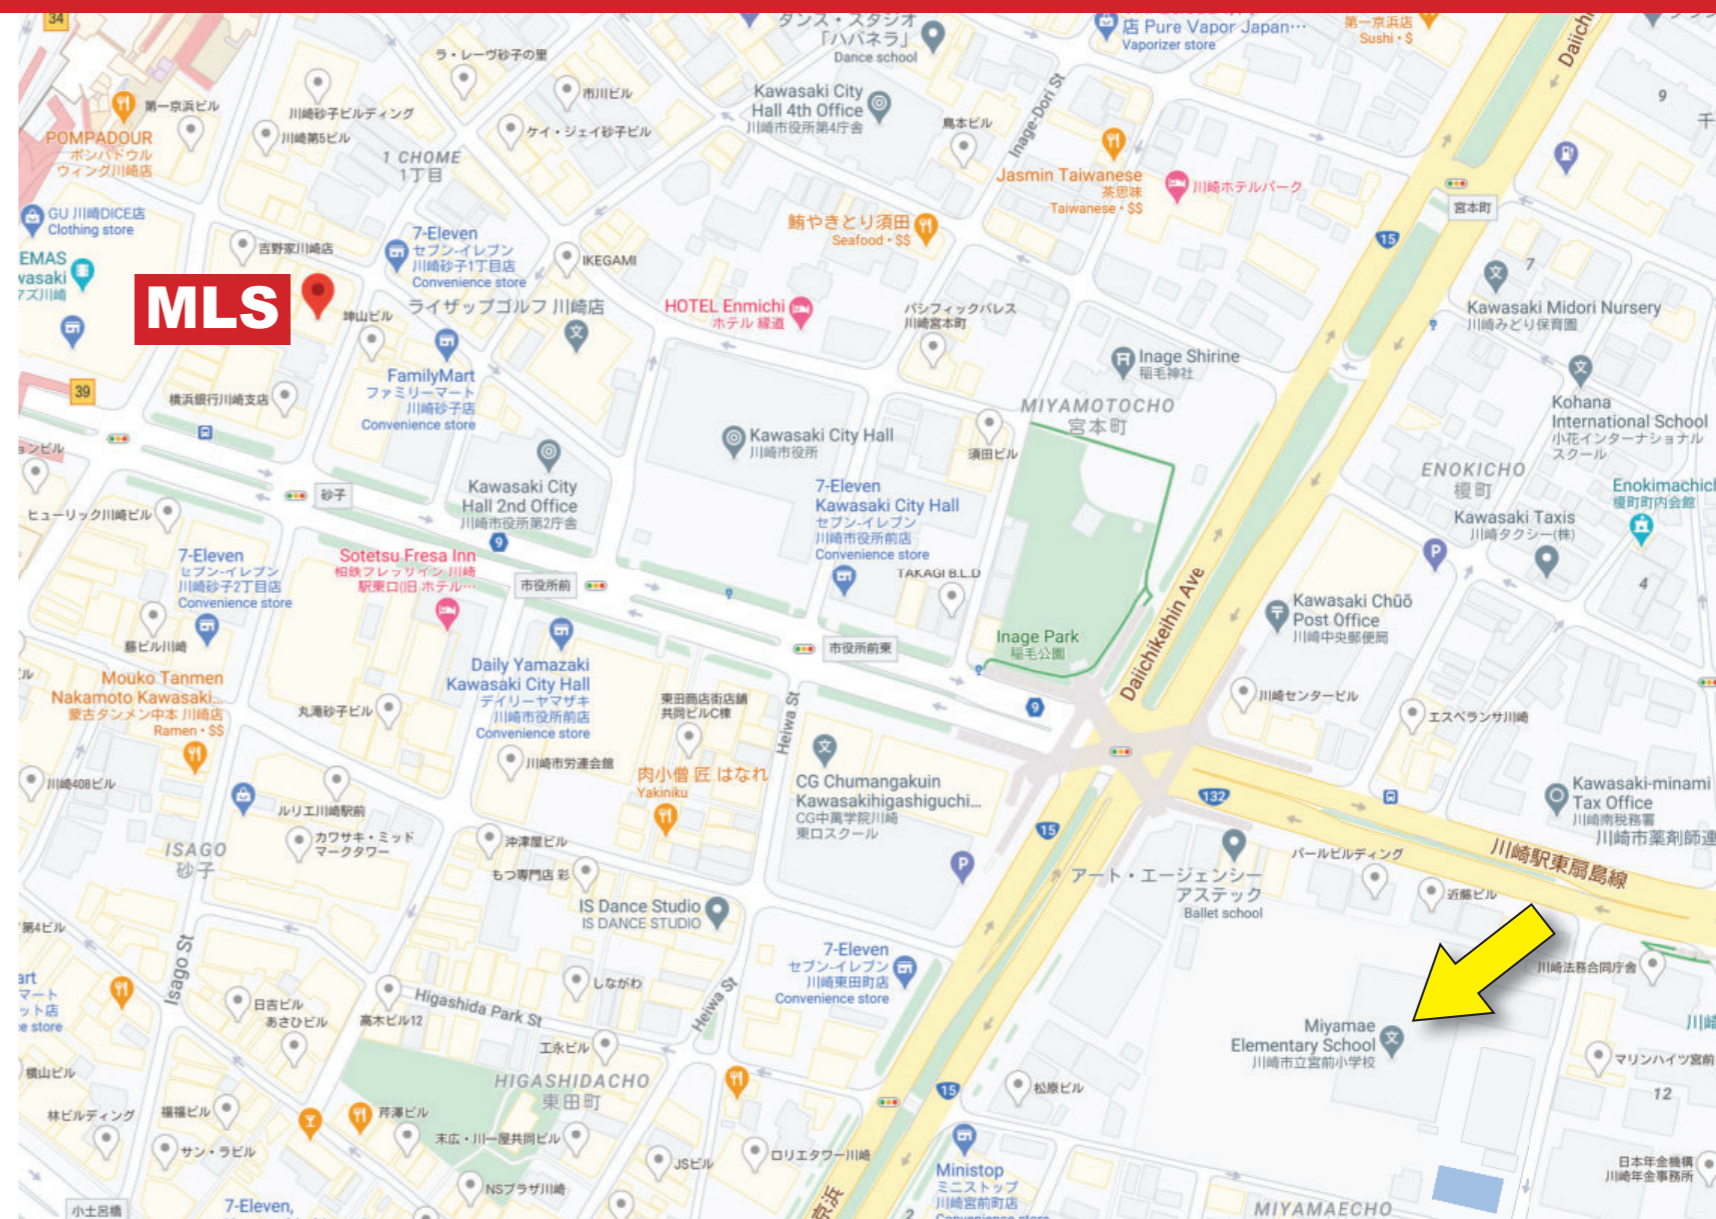 34
タンス・スタジオ
「ハバネラ」
Dance school
店 Pure Vapor Japan…
Vaporizer store
第一京浜店
Sushi・$
Daiichi
ラ・レーヴ砂子の里
第一京浜ビル
POMPADOUR
ポンパドウル
ウィング川崎店
川崎砂子ビルディング
川崎第5ビル
市川ビル
ケイ・ジェイ砂子ビル
1 CHOME
1丁目
Kawasaki City
Hall 4th Office
川崎市役所第4庁舎
鳥本ビル
Inage-Dori St
Jasmin Taiwanese
茶思味
Taiwanese・$$
川崎ホテルパーク
9
千
宮本町
15
GU 川崎DICE店
Clothing store
EMAS
wasaki
マズ川崎
吉野家川崎店
7-Eleven
セブン-イレブン
川崎砂子1丁目店
Convenience store
IKEGAMI
鮪やきとり須田
Seafood・$$
MLS
坤山ビル
ライザップゴルフ 川崎店
HOTEL Enmichi
ホテル 縁道
パシフィックパレス
川崎宮本町
Inage Shirine
稲毛神社
7
Kawasaki Midori Nursery
川崎みどり保育園
39
横浜銀行川崎支店
FamilyMart
ファミリーマート
川崎砂子店
Convenience store
MIYAMOTOCHO
宮本町
Kohana
International School
小花インターナショナル
スクール
Kawasaki City Hall
川崎市役所
須田ビル
ENOKICHO
榎町
Enokimachich
榎町町内会館
ョンビル
ヒューリック川崎ビル
砂子
Kawasaki City
Hall 2nd Office
川崎市役所第2庁舎
9
7-Eleven
Kawasaki City Hall
セブン-イレブン
川崎市役所前店
Convenience store
TAKAGI B.L.D
Kawasaki Taxis
川崎タクシー(株)
P
4
7-Eleven
セブン-イレブン
川崎砂子2丁目店
Convenience store
Sotetsu Fresa Inn
相鉄フレッサイン 川崎
駅東口(旧 ホテル…
市役所前
市役所前東
Inage Park
稲毛公園
Daiichikeihin Ave
Kawasaki Chūō
Post Office
川崎中央郵便局
藤ビル川崎
ル
Mouko Tanmen
Nakamoto Kawasaki...
蒙古タンメン中本 川崎店
Ramen・$$
丸滝砂子ビル
Daily Yamazaki
Kawasaki City Hall
デイリーヤマザキ
川崎市役所前店
Convenience store
東田商店街店舗
共同ビルC棟
Heiwa St
9
川崎センタービル
エスペランサ川崎
川崎408ビル
ルリエ川崎駅前
川崎市労連会館
肉小僧 匠 はなれ
Yakiniku
CG Chumangakuin
Kawasakihigashiguchi...
CG中萬学院川崎
東口スクール
132
Kawasaki-minami
Tax Office
川崎南税務署
川崎市薬剤師連
ISAGO
砂子
カワサキ・ミッド
マークタワー
沖津屋ビル
もつ専門店 彩
15
P
アート・エージェンシー
アステック
Ballet school
パールビルディング
川崎駅東扇島線
近藤ビル
IS Dance Studio
IS DANCE STUDIO
第4ビル
art
マート
ット店
ce store
Isago St
7-Eleven
セブン-イレブン
川崎東田町店
Convenience store
川崎法務合同庁舎
日吉ビル
あさひビル
高木ビル12
Higashida Park St
しながわ
Heiwa St
工永ビル
Miyamae
Elementary School
川崎市立宮前小学校
川崎
マリンハイツ宮前
横山ビル
HIGASHIDACHO
東田町
15
松原ビル
12
林ビルディング
福福ビル
芹澤ビル
サン・ラビル
末広・川一屋共同ビル
NSプラザ川崎
JSビル
ロリエタワー川崎
京浜
2
Ministop
ミニストップ
川崎宮前町店
Convenience store
日本年金機構
川崎年金事務所
小土呂橋
7-Eleven,
MIYAMAECHO